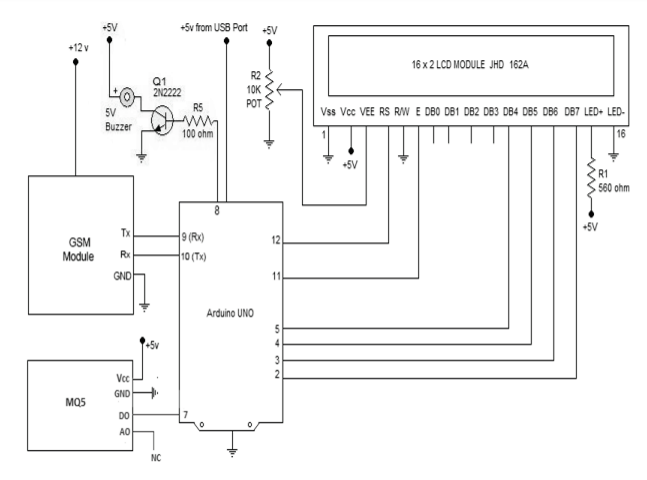 +5V
+5v from USB Port
+5V
+12 v
Q1
2N2222
+
5V
Buzzer
R5
100 ohm
R2
10K
POT
16 x 2 LCD MODULE JHD 162A
Vss Vcc VEE RS R/W E DB0 DB1 DB2 DB3 DB4 DB5 DB6 DB7 LED+ LED-
1
16
+5V
R1
560 ohm
+5V
8
GSM
Module
Tx
Rx
GND
9 (Rx)
10 (Tx)
12
11
Arduino UNO
5
4
3
2
7
+5v
MQ5
Vcc
GND
DO
AO
NC